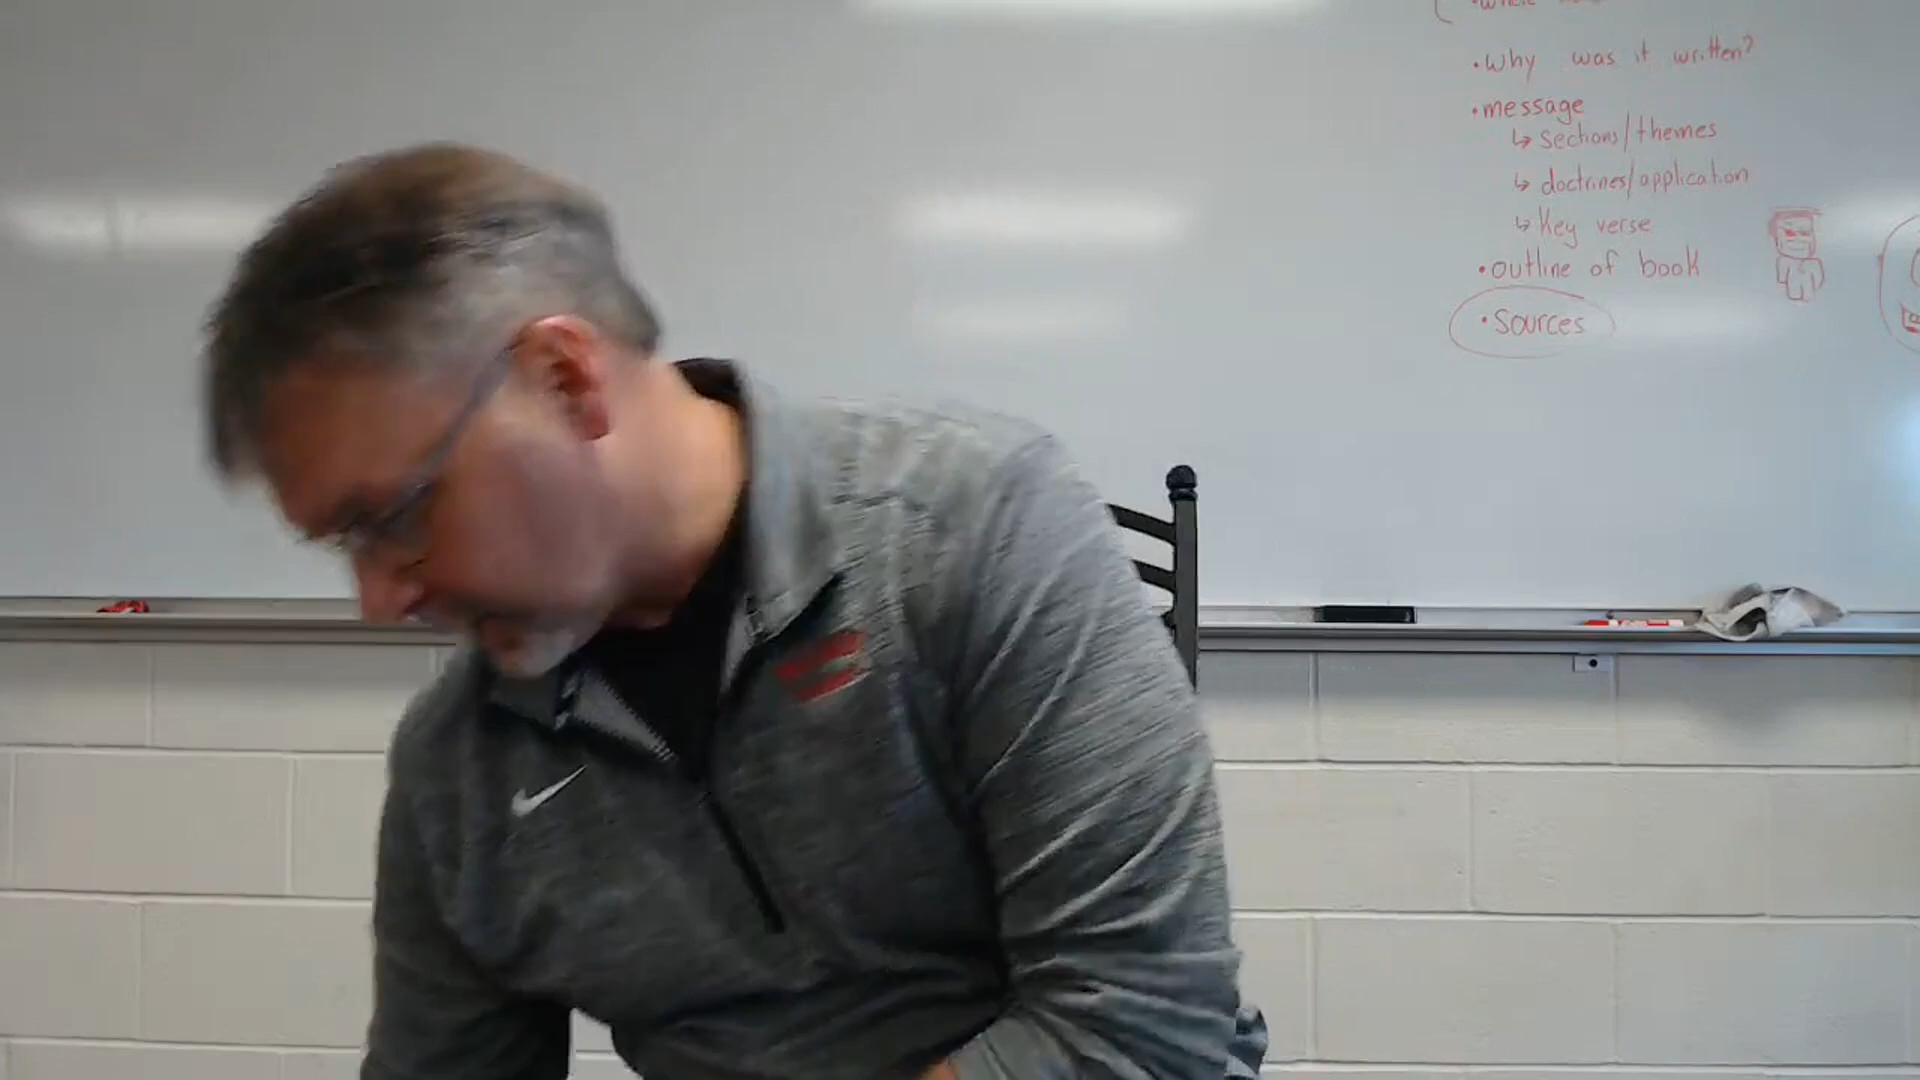 • Why was it written?
• message
↳ sections/themes
↳ doctrines/application
↳ Key verse
• outline of book
• Sources